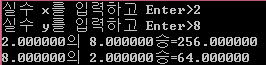 실수 x를 입력하고 Enter>2
실수 y를 입력하고 Enter>8
2.000000의 8.000000승=256.000000
8.000000의 2.000000승=64.000000